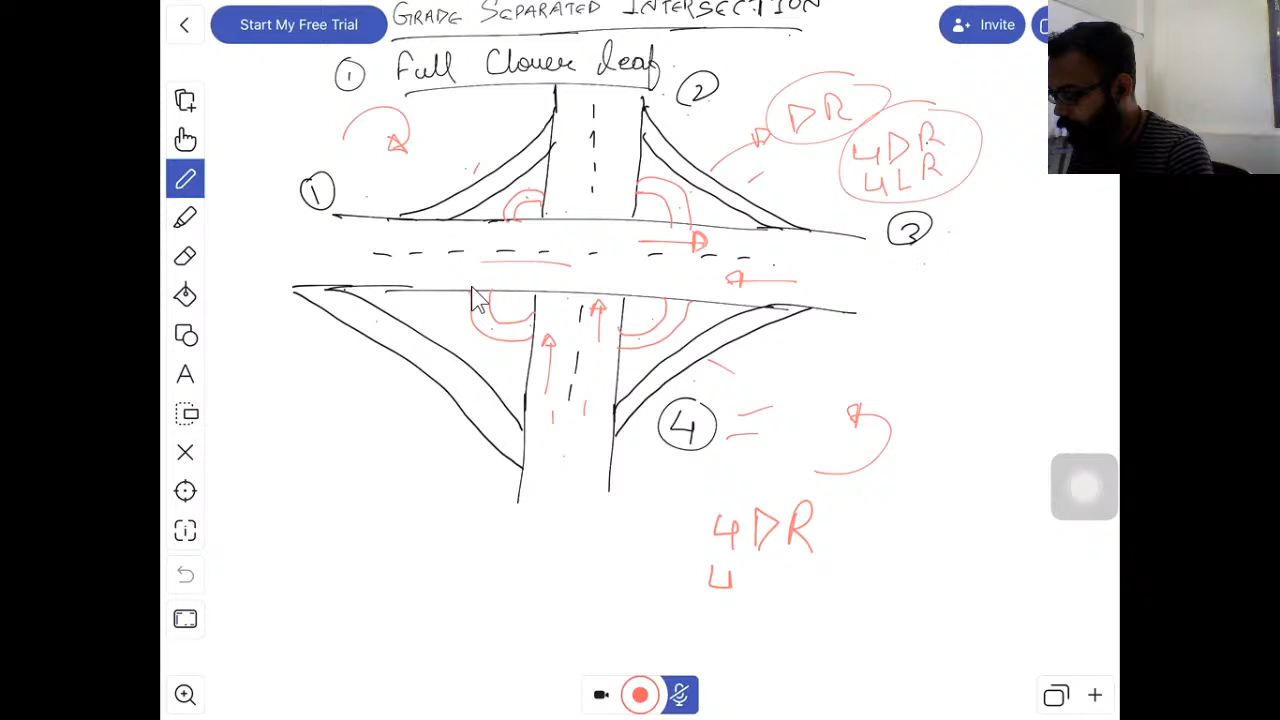 Start My Free Trial
GRADE SEPARATED INTERSECTION
Invite
① Full Clover leaf
②
DR
4DR
4LR
①
③
④ =
4DR
4
A